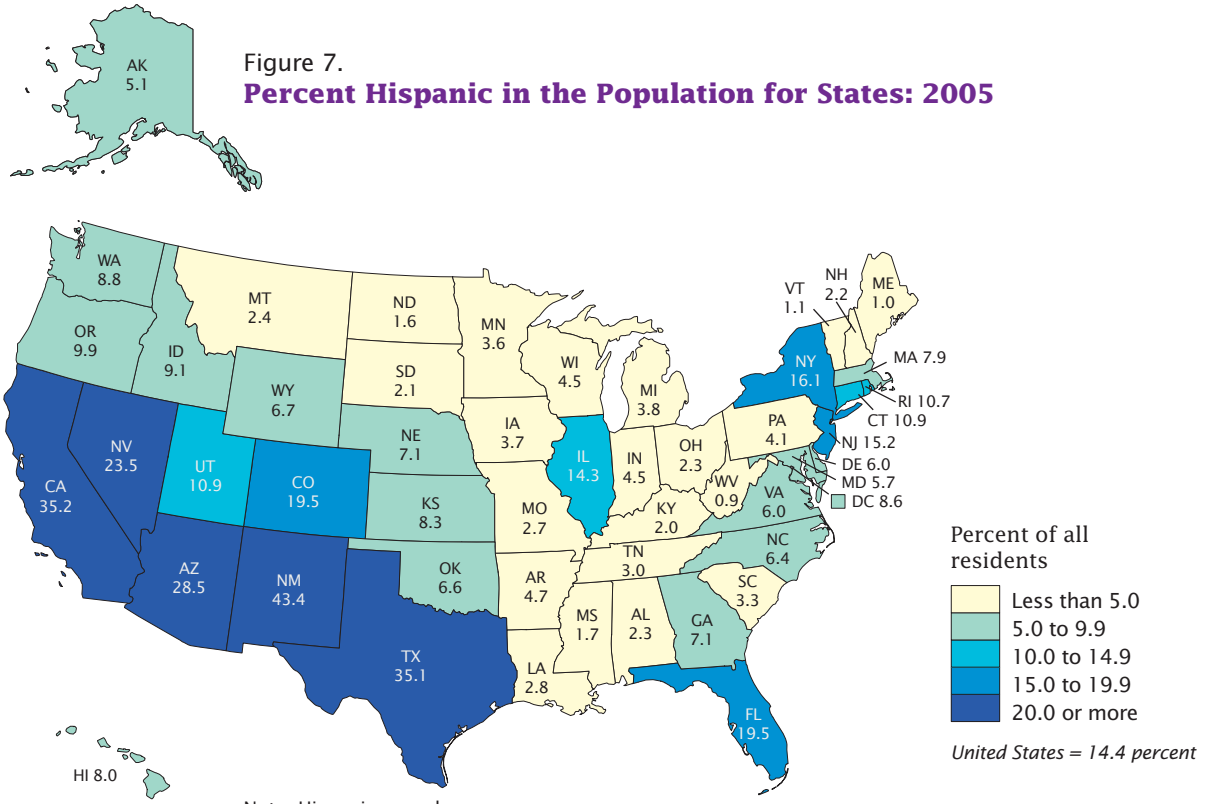 Figure 7.
Percent Hispanic in the Population for States: 2005
AK
5.1
WA
8.8
MT
2.4
ND
1.6
MN
3.6
VT
1.1
NH
2.2
ME
1.0
OR
9.9
ID
9.1
WY
6.7
SD
2.1
WI
4.5
MI
3.8
NY
16.1
MA 7.9
RI 10.7
CT 10.9
NV
23.5
UT
10.9
CO
19.5
NE
7.1
IA
3.7
IL
14.3
IN
4.5
OH
2.3
PA
4.1
NJ 15.2
DE 6.0
MD 5.7
DC 8.6
CA
35.2
KS
8.3
MO
2.7
KY
2.0
WV
0.9
VA
6.0
AZ
28.5
NM
43.4
OK
6.6
AR
4.7
TN
3.0
NC
6.4
SC
3.3
TX
35.1
LA
2.8
MS
1.7
AL
2.3
GA
7.1
FL
19.5
HI 8.0
Percent of all
residents
Less than 5.0
5.0 to 9.9
10.0 to 14.9
15.0 to 19.9
20.0 or more
United States = 14.4 percent